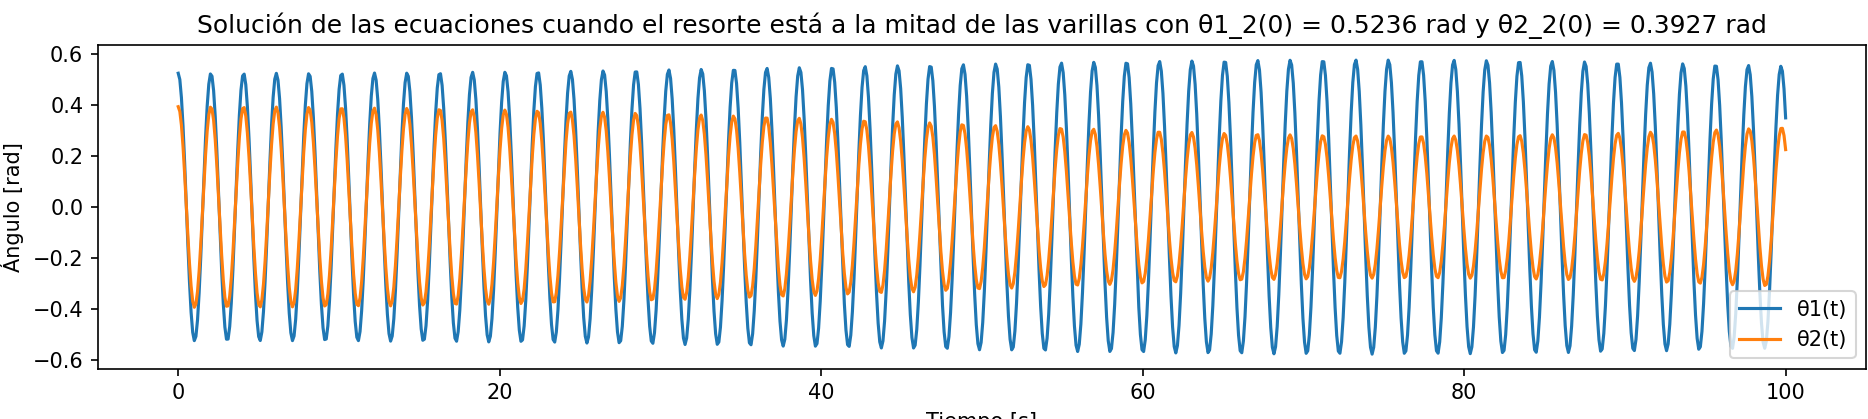 Solución de las ecuaciones cuando el resorte está a la mitad de las varillas con θ1_2(0) = 0.5236 rad y θ2_2(0) = 0.3927 rad
Ángulo [rad]
0.6
0.4
0.2
0.0
−0.2
−0.4
−0.6
θ1(t)
θ2(t)
0 20 40 60 80 100
Tiempo [s]